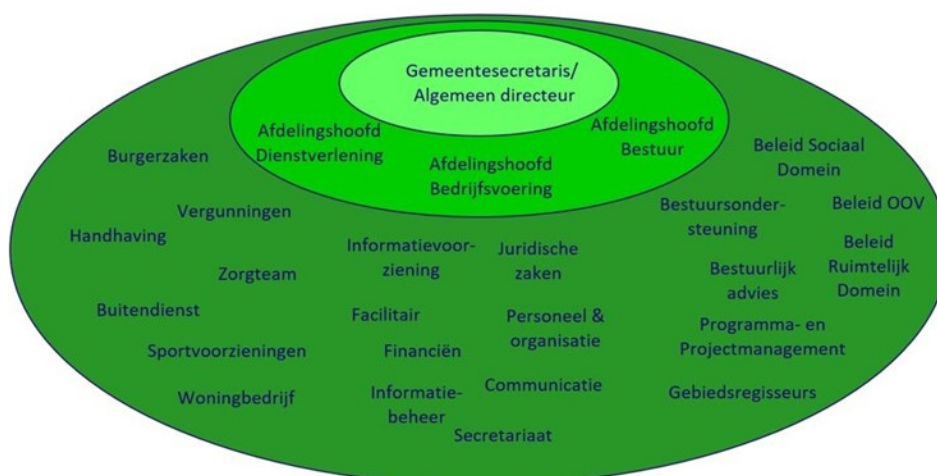 Gemeentesecretaris/
Algemeen directeur
Afdelingshoofd
Dienstverlening
Afdelingshoofd
Bedrijfsvoering
Afdelingshoofd
Bestuur
Burgerzaken
Vergunningen
Handhaving
Zorgteam
Buitendienst
Sportvoorzieningen
Woningbedrijf
Informatievoor-
ziening
Juridische
zaken
Facilitair
Personeel &
organisatie
Financiën
Informatie-
beheer
Communicatie
Secretariaat
Beleid Sociaal
Domein
Bestuursonder-
steuning
Beleid OOV
Bestuurlijk
advies
Beleid
Ruimtelijk
Domein
Programma- en
Projectmanagement
Gebiedsregisseurs